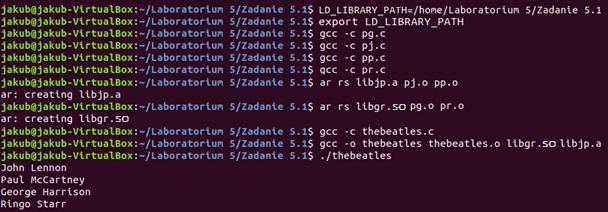 jakub@jakub-VirtualBox:~/Laboratorium 5/Zadanie 5.1$ LD_LIBRARY_PATH=/home/Laboratorium 5/Zadanie 5.1
jakub@jakub-VirtualBox:~/Laboratorium 5/Zadanie 5.1$ export LD_LIBRARY_PATH
jakub@jakub-VirtualBox:~/Laboratorium 5/Zadanie 5.1$ gcc -c pg.c
jakub@jakub-VirtualBox:~/Laboratorium 5/Zadanie 5.1$ gcc -c pj.c
jakub@jakub-VirtualBox:~/Laboratorium 5/Zadanie 5.1$ gcc -c pp.c
jakub@jakub-VirtualBox:~/Laboratorium 5/Zadanie 5.1$ gcc -c pr.c
jakub@jakub-VirtualBox:~/Laboratorium 5/Zadanie 5.1$ ar rs libjp.a pj.o pp.o
ar: creating libjp.a
jakub@jakub-VirtualBox:~/Laboratorium 5/Zadanie 5.1$ ar rs libgr.so pg.o pr.o
ar: creating libgr.so
jakub@jakub-VirtualBox:~/Laboratorium 5/Zadanie 5.1$ gcc -c thebeatles.c
jakub@jakub-VirtualBox:~/Laboratorium 5/Zadanie 5.1$ gcc -o thebeatles thebeatles.o libgr.so libjp.a
jakub@jakub-VirtualBox:~/Laboratorium 5/Zadanie 5.1$ ./thebeatles
John Lennon
Paul McCartney
George Harrison
Ringo Starr